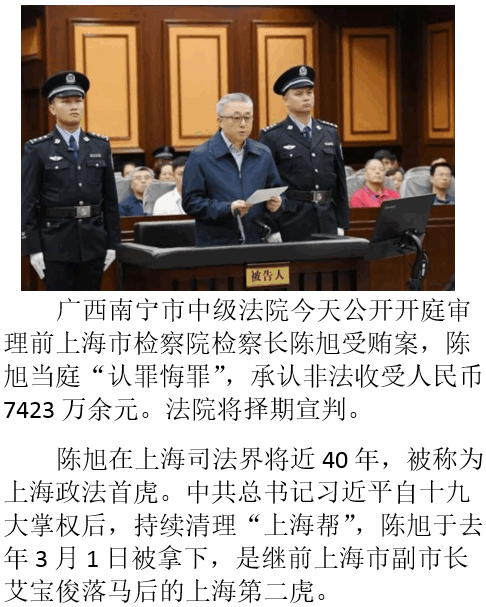 被告人
广西南宁市中级法院今天公开开庭审
理前上海市检察院检察长陈旭受贿案，陈
旭当庭“认罪悔罪”，承认非法收受人民币
7423 万余元。法院将择期宣判。
陈旭在上海司法界将近 40 年，被称为
上海政法首虎。中共总书记习近平自十九
大掌权后，持续清理“上海帮”，陈旭于去
年 3 月 1 日被拿下，是继前上海市副市长
艾宝俊落马后的上海第二虎。